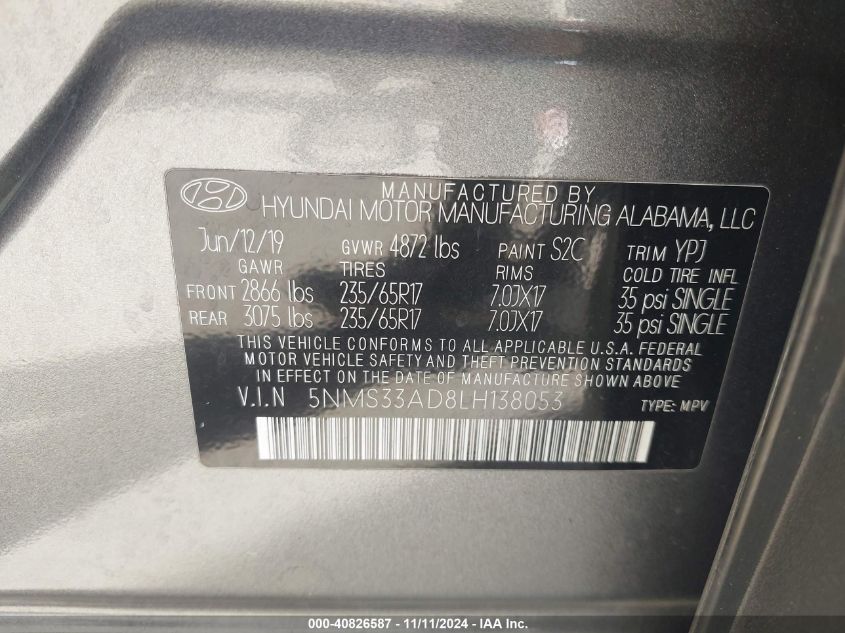 MANUFACTURED BY
HYUNDAI MOTOR MANUFACTURING ALABAMA, LLC
Jun/12/19 GVWR 4872 lbs PAINT S2C TRIM YPJ
GAWR TIRES RIMS COLD TIRE INFL
FRONT 2866 lbs 235/65R17 7.0JX17 35 psi SINGLE
REAR 3075 lbs 235/65R17 7.0JX17 35 psi SINGLE
THIS VEHICLE CONFORMS TO ALL APPLICABLE U.S.A. FEDERAL
MOTOR VEHICLE SAFETY AND THEFT PREVENTION STANDARDS
IN EFFECT ON THE DATE OF MANUFACTURE SHOWN ABOVE
V.I.N 5NMS33AD8LH138053 TYPE: MPV
000-40826587 - 11/11/2024 - IAA Inc.